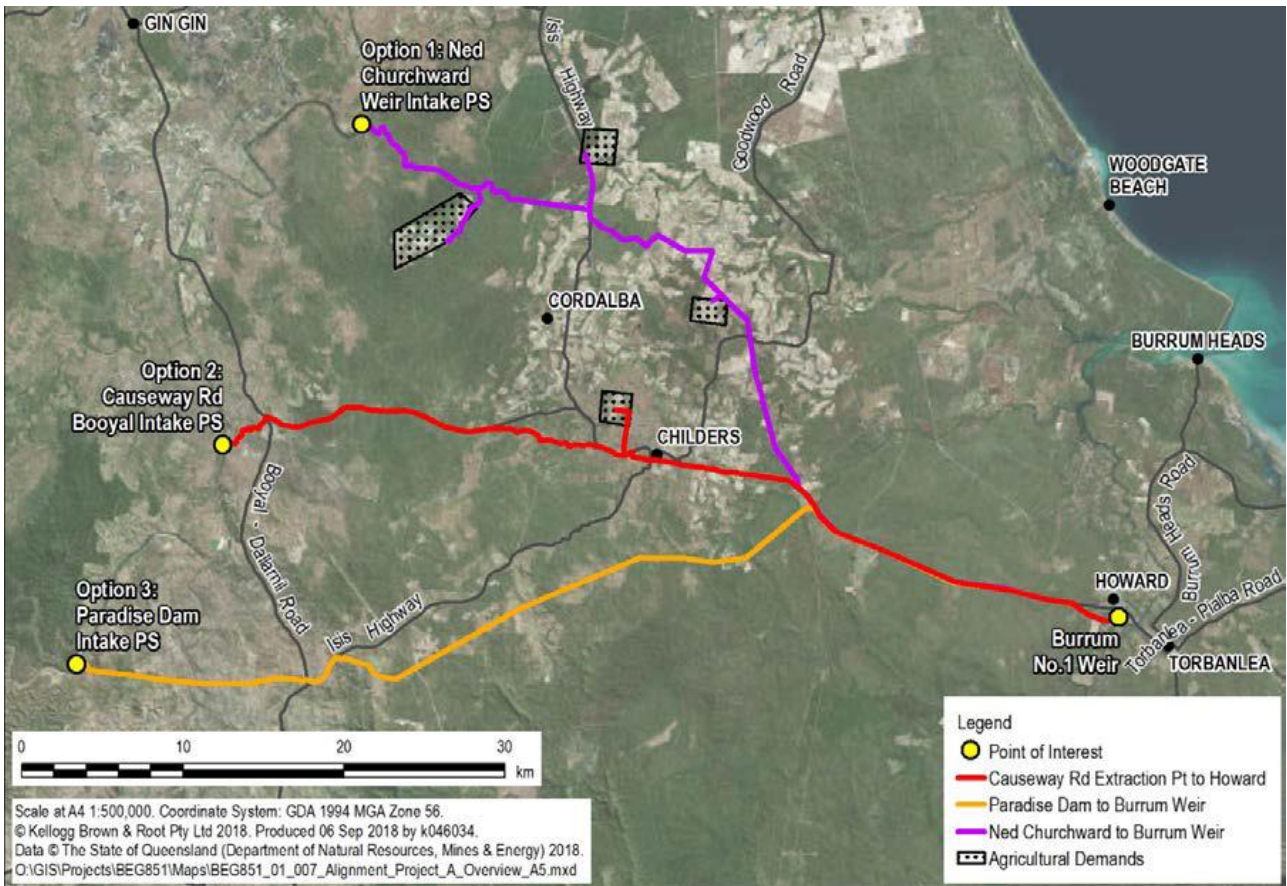 GIN GIN
Option 1: Ned
Churchward
Weir Intake PS
Isis
Highway
Goodwood Road
WOODGATE
BEACH
CORDALBA
BURRUM HEADS
Option 2:
Causeway Rd
Booyal Intake PS
CHILDERS
Booyal - Dallarnil Road
Burrum Heads Road
Option 3:
Paradise Dam
Intake PS
Isis Highway
HOWARD
Burrum
No.1 Weir
Torbanlea - Pialba Road
TORBANLEA
0 10 20 30
km
Scale at A4 1:500,000. Coordinate System: GDA 1994 MGA Zone 56.
© Kellogg Brown & Root Pty Ltd 2018. Produced 06 Sep 2018 by k046034.
Data © The State of Queensland (Department of Natural Resources, Mines & Energy) 2018.
O:\GIS\Projects\BEG851\Maps\BEG851_01_007_Alignment_Project_A_Overview_A5.mxd
Legend
Point of Interest
Causeway Rd Extraction Pt to Howard
Paradise Dam to Burrum Weir
Ned Churchward to Burrum Weir
Agricultural Demands